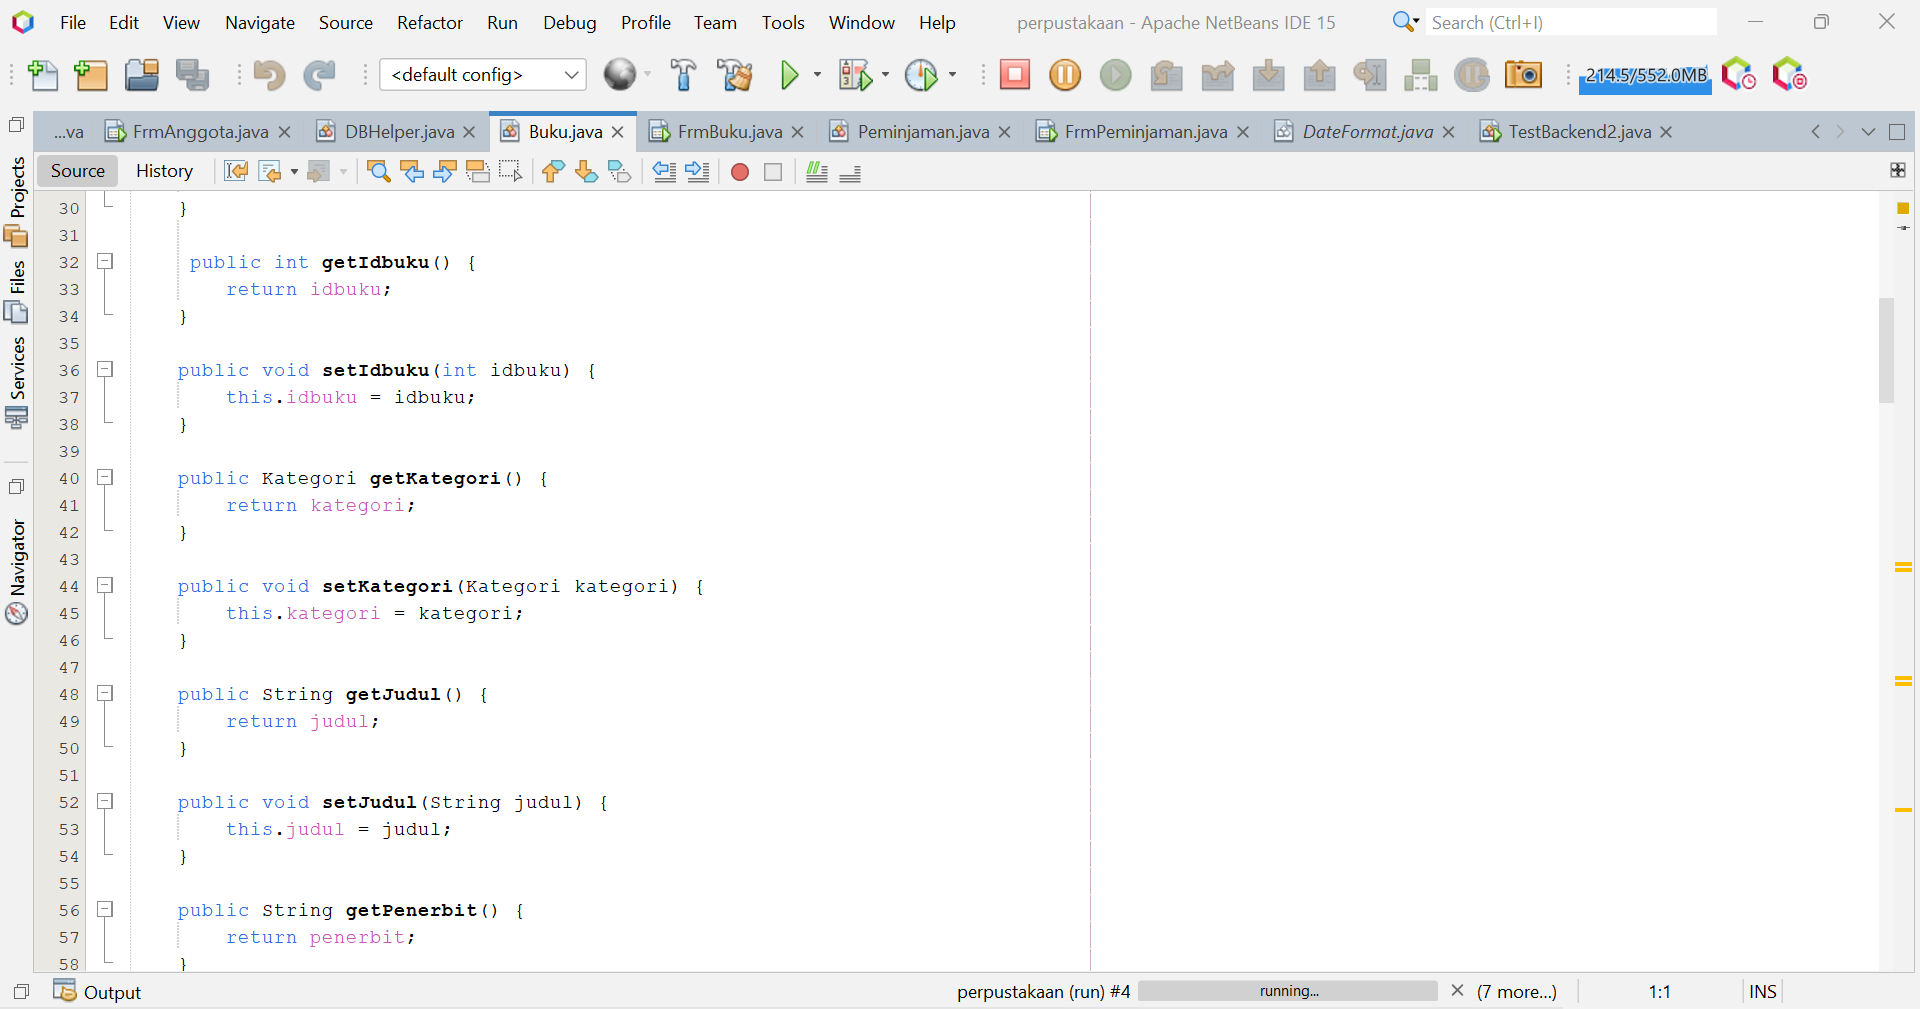 File Edit View Navigate Source Refactor Run Debug Profile Team Tools Window Help perpustakaan - Apache NetBeans IDE 15 Search (Ctrl+I)
<default config> 214.5/552.0MB
...va FrmAnggota.java DBHelper.java Buku.java FrmBuku.java Peminjaman.java FrmPeminjaman.java DateFormat.java TestBackend2.java
Source History
Projects
Files
Services
Navigator
30 }
31
32 public int getIdbuku() {
33 return idbuku;
34 }
35
36 public void setIdbuku(int idbuku) {
37 this.idbuku = idbuku;
38 }
39
40 public Kategori getKategori() {
41 return kategori;
42 }
43
44 public void setKategori(Kategori kategori) {
45 this.kategori = kategori;
46 }
47
48 public String getJudul() {
49 return judul;
50 }
51
52 public void setJudul(String judul) {
53 this.judul = judul;
54 }
55
56 public String getPenerbit() {
57 return penerbit;
58 }
Output perpustakaan (run) #4 running... (7 more...) 1:1 INS